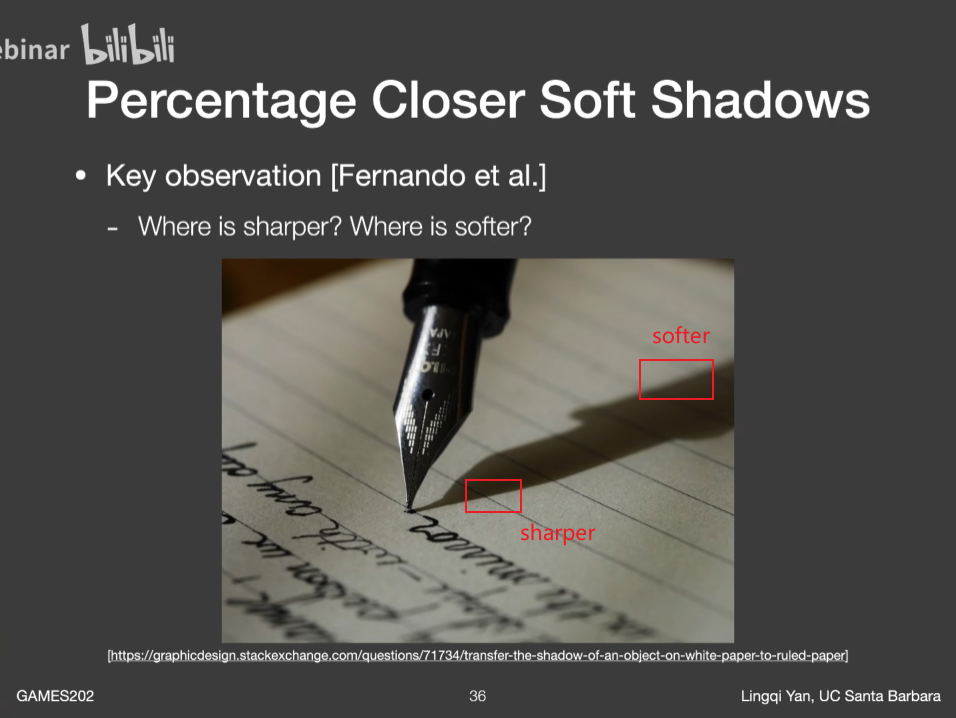 ebinar bilibili
Percentage Closer Soft Shadows
• Key observation [Fernando et al.]
- Where is sharper? Where is softer?
softer
sharper
[https://graphicdesign.stackexchange.com/questions/71734/transfer-the-shadow-of-an-object-on-white-paper-to-ruled-paper]
GAMES202
36
Lingqi Yan, UC Santa Barbara